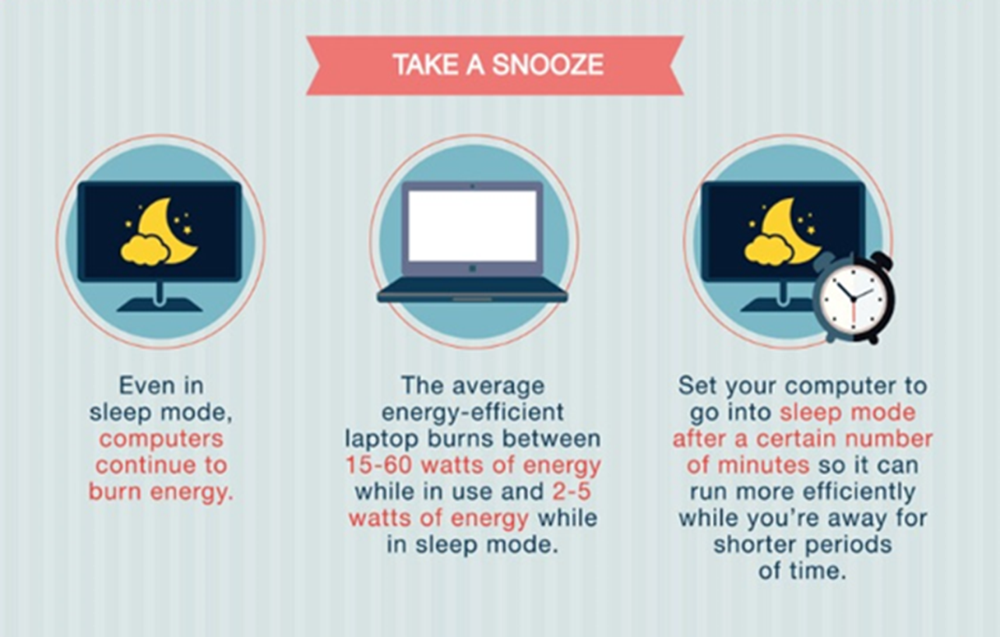 TAKE A SNOOZE
Even in
sleep mode,
computers
continue to
burn energy.
The average
energy-efficient
laptop burns between
15-60 watts of energy
while in use and 2-5
watts of energy while
in sleep mode.
Set your computer to
go into sleep mode
after a certain number
of minutes so it can
run more efficiently
while you're away for
shorter periods
of time.